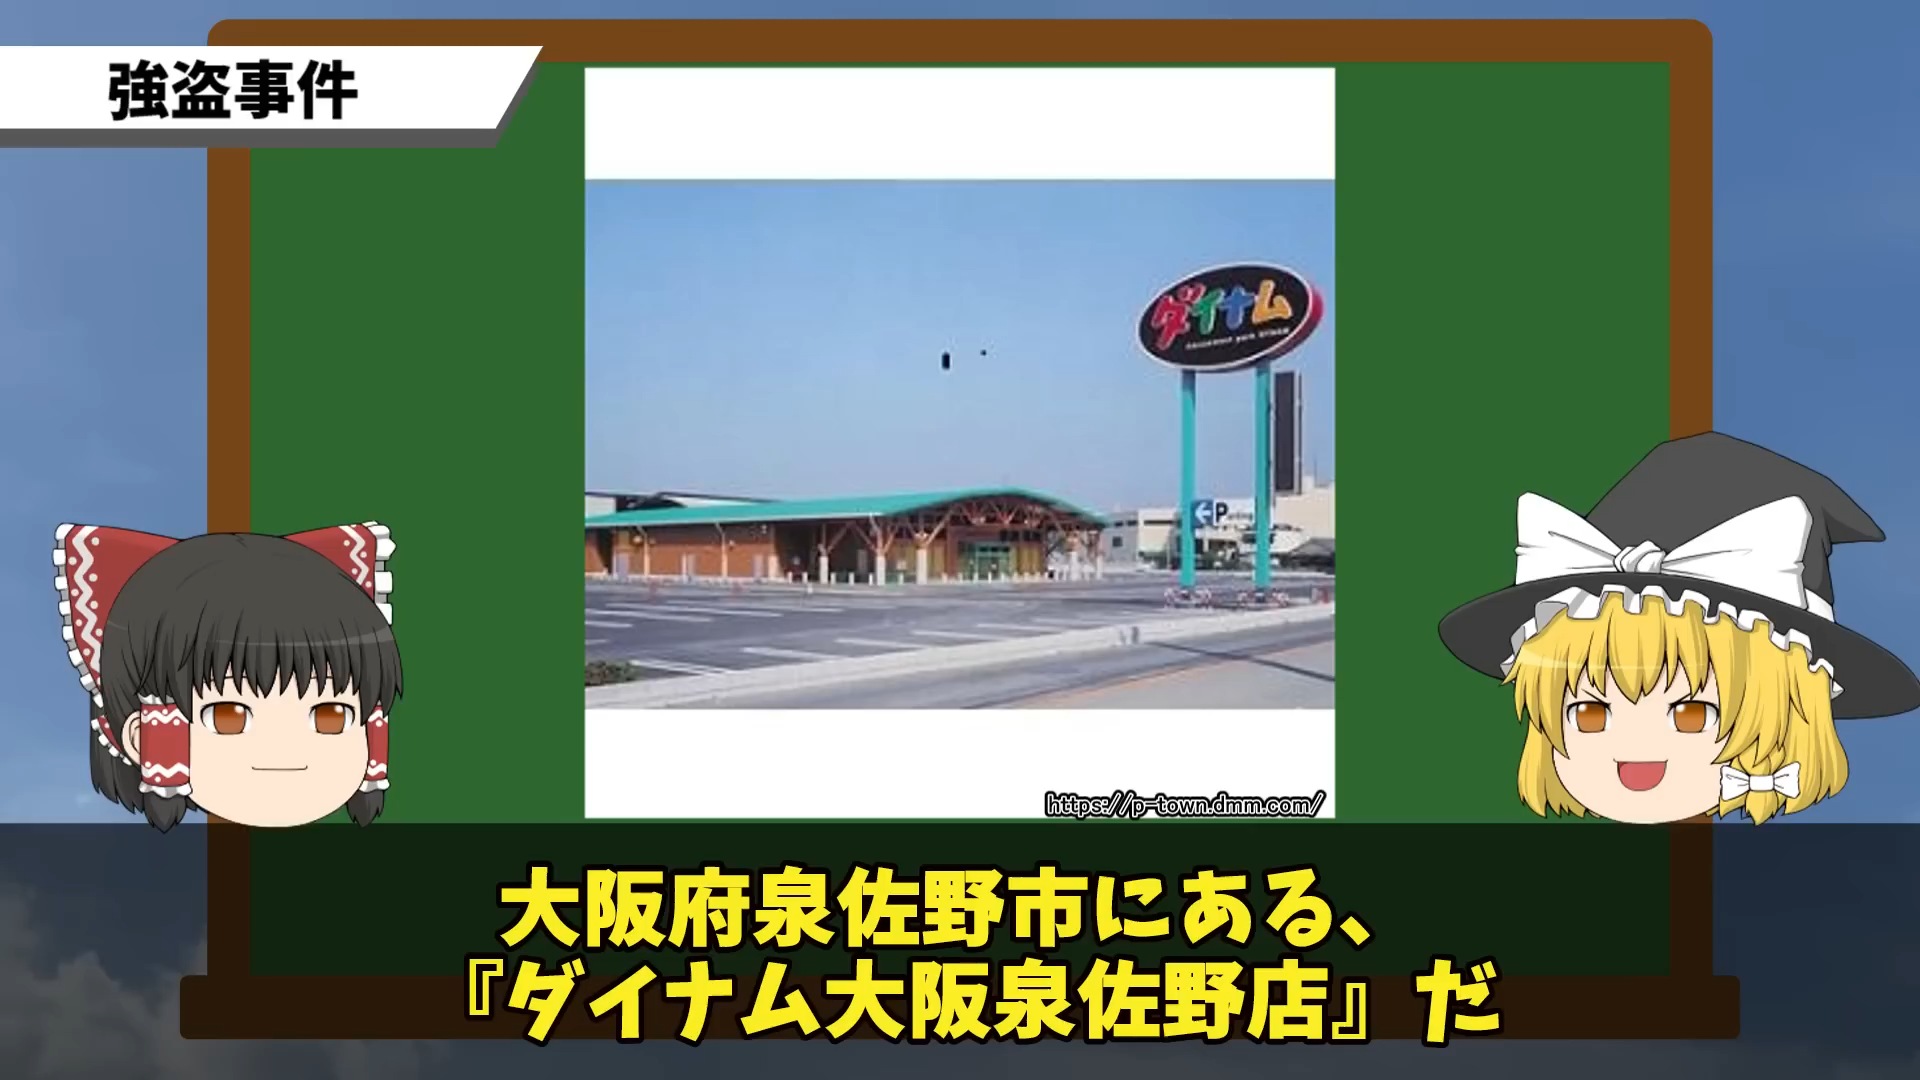 強盗事件
ダイナム
P
https://p-town.dmm.com/
大阪府泉佐野市にある、
『ダイナム大阪泉佐野店』だ